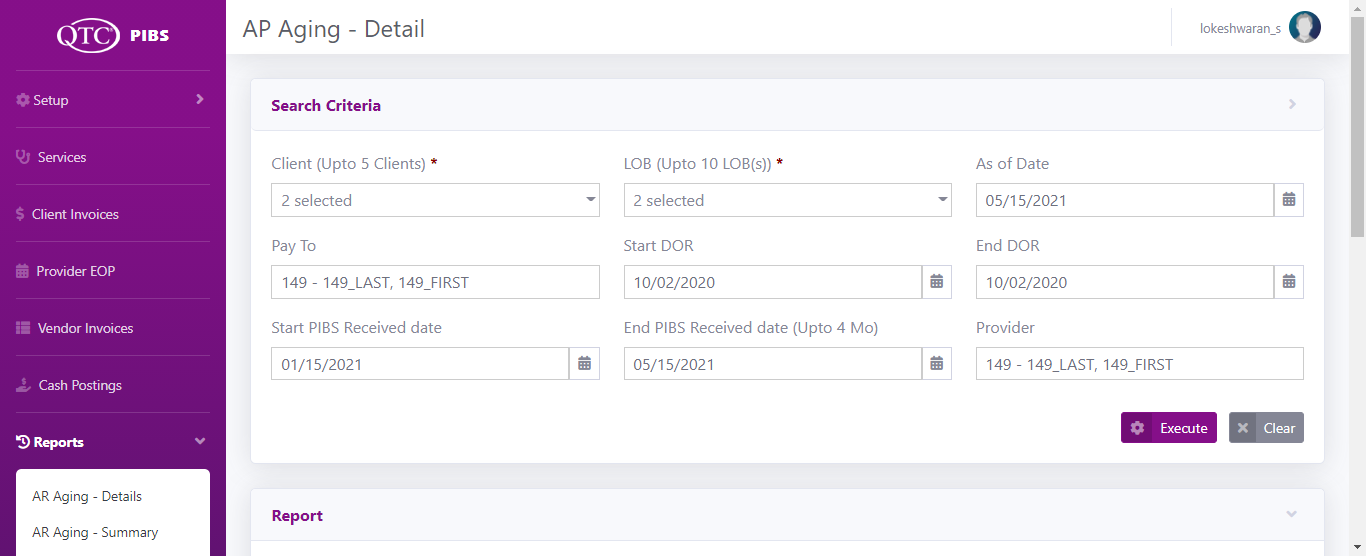 QTC PIBS
Setup
Services
Client Invoices
Provider EOP
Vendor Invoices
Cash Postings
Reports
AR Aging - Details
AR Aging - Summary
AP Aging - Detail
lokeshwaran_s
Search Criteria
Client (Upto 5 Clients) * LOB (Upto 10 LOB(s)) * As of Date
2 selected 2 selected 05/15/2021
Pay To Start DOR End DOR
149 - 149_LAST, 149_FIRST 10/02/2020 10/02/2020
Start PIBS Received date End PIBS Received date (Upto 4 Mo) Provider
01/15/2021 05/15/2021 149 - 149_LAST, 149_FIRST
Execute Clear
Report